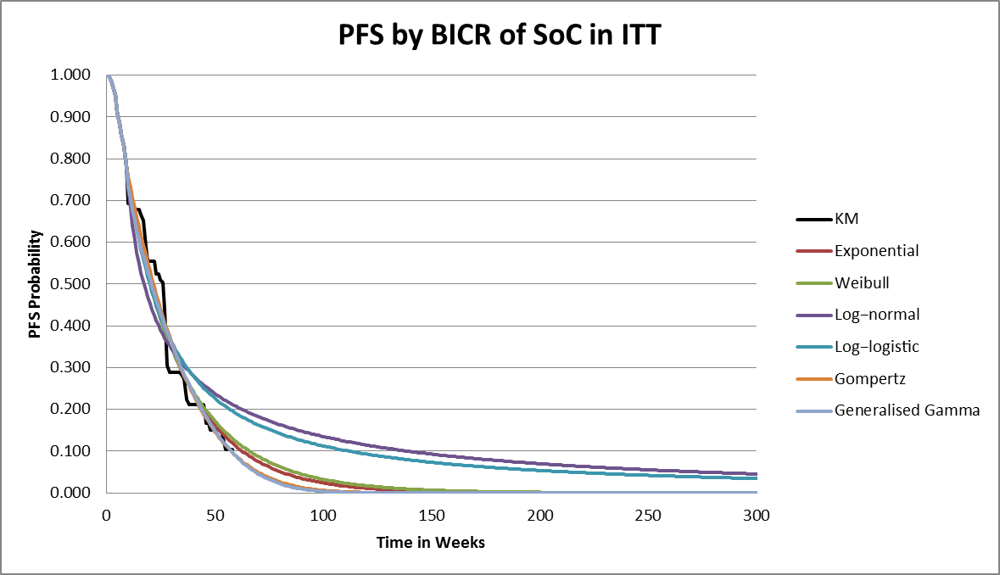 PFS by BICR of SoC in ITT
PFS Probability
1.000
0.900
0.800
0.700
0.600
0.500
0.400
0.300
0.200
0.100
0.000
0 50 100 150 200 250 300
Time in Weeks
KM
Exponential
Weibull
Log−normal
Log−logistic
Gompertz
Generalised Gamma